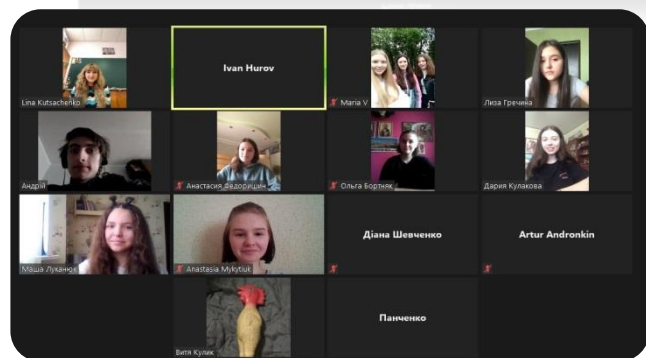 Ivan Hurov
Lina Kutsachenko
Maria V
Лиза Гречина
Андрій
Анастасия Федоришин
Ольга Бортняк
Дария Кулакова
Маша Луканюк
Anastasia Mykytiuk
Діана Шевченко
Artur Andronkin
Витя Кулик
Панченко